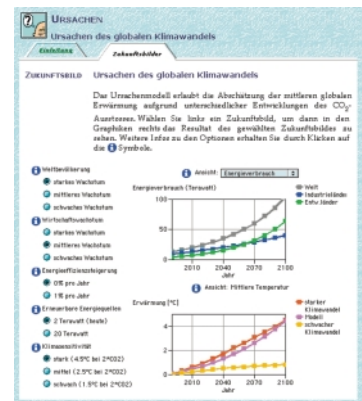 URSACHEN
Ursachen des globalen Klimawandels
Einleitung
Zukunftsbilder
ZUKUNFTSBILD Ursachen des globalen Klimawandels
Das Ursachenmodell erlaubt die Abschätzung der mittleren globalen
Erwärmung aufgrund unterschiedlicher Entwicklungen des CO2-
Ausstosses. Wählen Sie links ein Zukunftsbild, um dann in den
Graphiken rechts das Resultat des gewählten Zukunftsbildes zu
sehen. Weitere Infos zu den Optionen erhalten Sie durch Klicken auf
die i Symbole.
i Weltbevölkerung
starkes Wachstum
mittleres Wachstum
schwaches Wachstum
i Wirtschaftswachstum
starkes Wachstum
mittleres Wachstum
schwaches Wachstum
i Energieeffizienzsteigerung
0% pro Jahr
1% pro Jahr
i Erneuerbare Energiequellen
2 Terawatt (heute)
20 Terawatt
i Klimasensitivität
stark (4.5°C bei 2*CO2)
mittel (2.5°C bei 2*CO2)
schwach (1.5°C bei 2*CO2)
i Ansicht: Energieverbrauch
Energieverbrauch (Terawatt)
100
50
0
2010 2040 2070 2100
Jahr
Welt
Industrieländer
Entw.länder
i Ansicht: Mittlere Temperatur
Erwärmung [°C]
4
2
0
2010 2040 2070 2100
Jahr
starker
Klimawandel
Modell
schwacher
Klimawandel